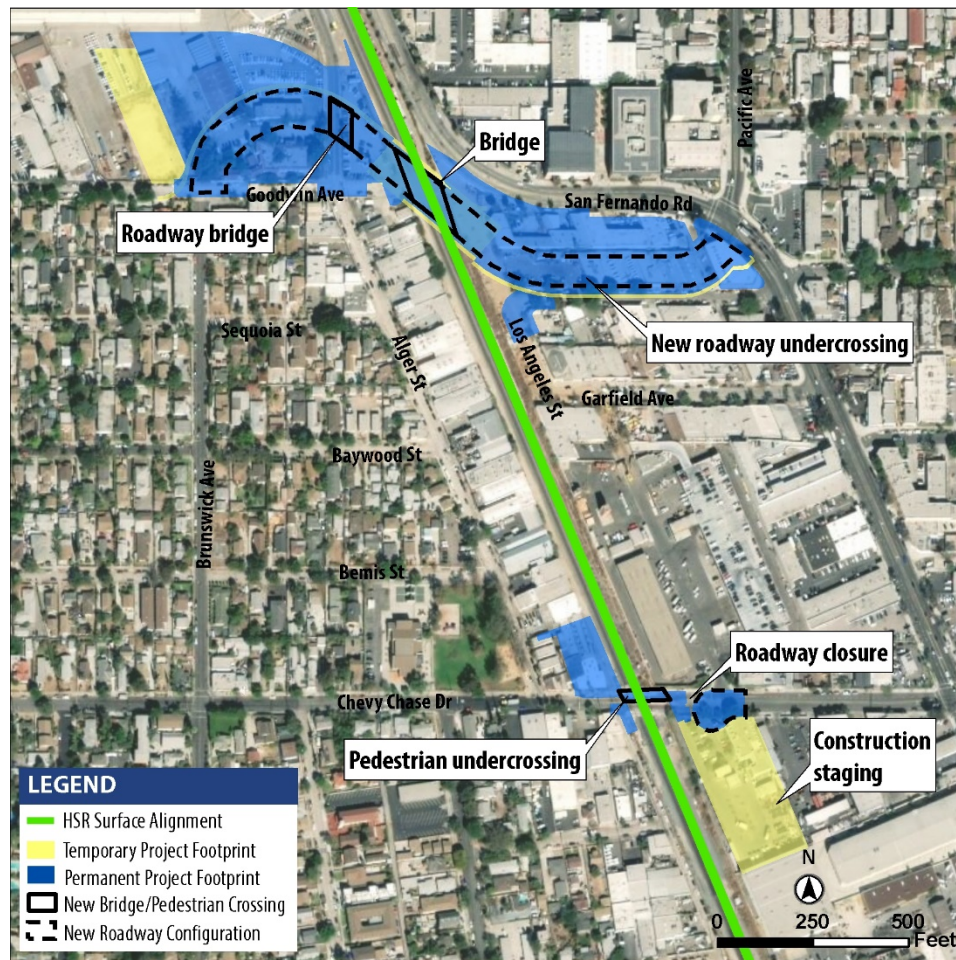 Pacific Ave
Bridge
San Fernando Rd
Goodwin Ave
Roadway bridge
New roadway undercrossing
Sequoia St
Alger St
Los Angeles St
Garfield Ave
Baywood St
Brunswick Ave
Bemis St
Roadway closure
Chevy Chase Dr
Pedestrian undercrossing
Construction
staging
LEGEND
HSR Surface Alignment
Temporary Project Footprint
Permanent Project Footprint
New Bridge/Pedestrian Crossing
New Roadway Configuration
N
0 250 500
Feet